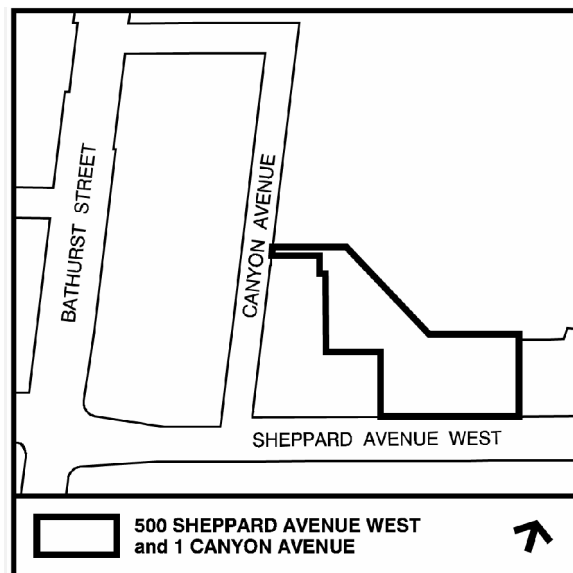 BATHURST STREET
CANYON AVENUE
SHEPPARD AVENUE WEST
500 SHEPPARD AVENUE WEST
and 1 CANYON AVENUE